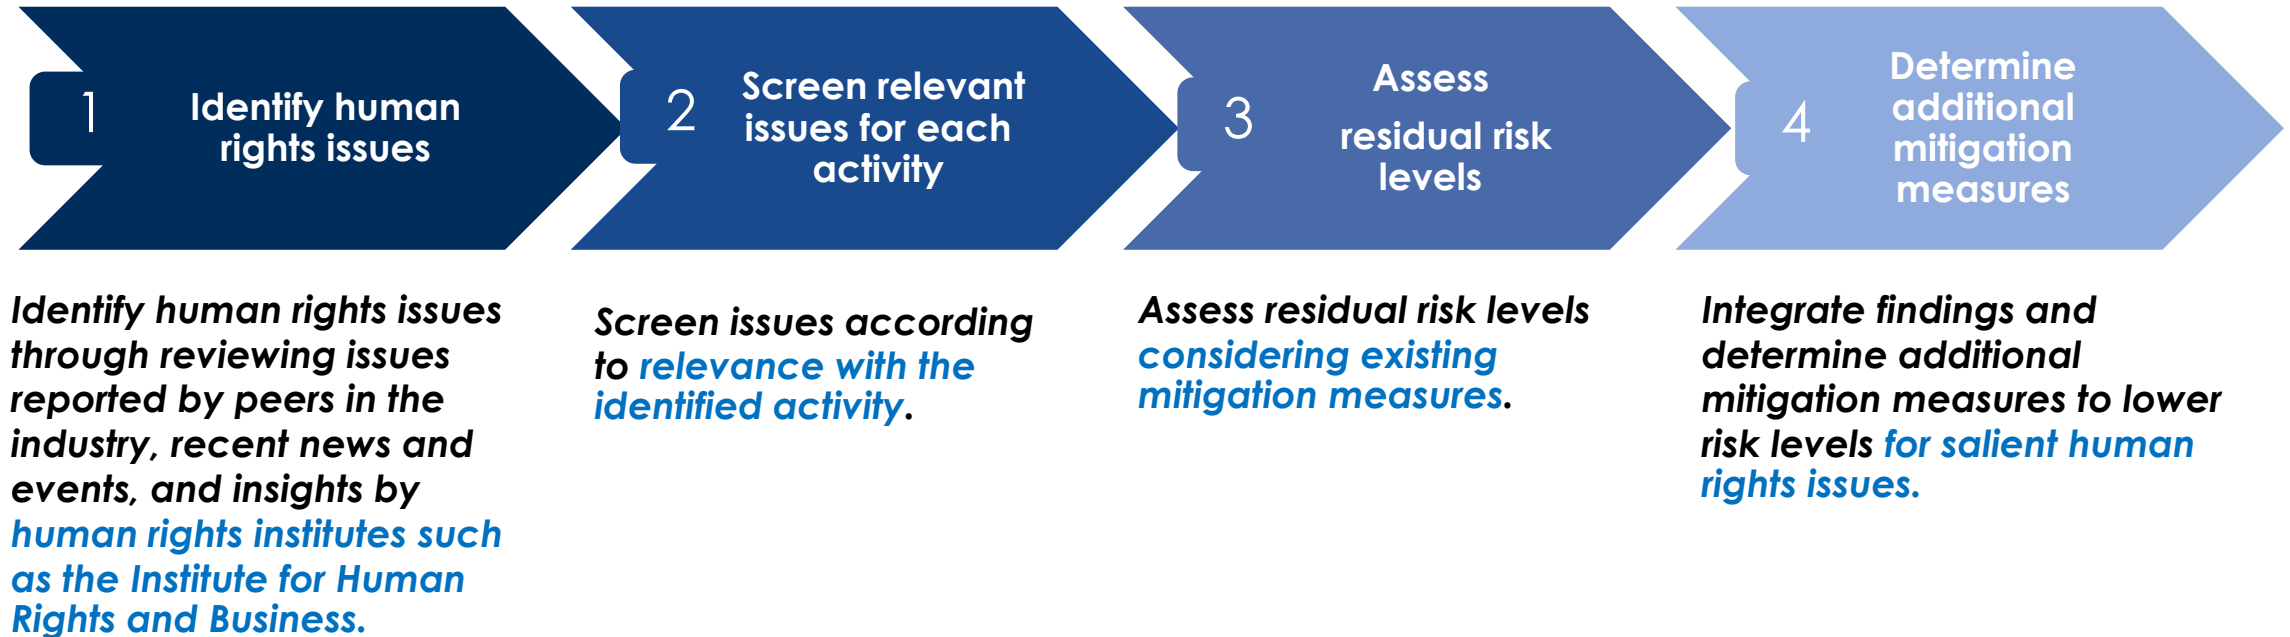 1
Identify human
rights issues
2
Screen relevant
issues for each
activity
3
Assess
residual risk
levels
4
Determine
additional
mitigation
measures
Identify human rights issues
through reviewing issues
reported by peers in the
industry, recent news and
events, and insights by
human rights institutes such
as the Institute for Human
Rights and Business.
Screen issues according
to relevance with the
identified activity.
Assess residual risk levels
considering existing
mitigation measures.
Integrate findings and
determine additional
mitigation measures to lower
risk levels for salient human
rights issues.